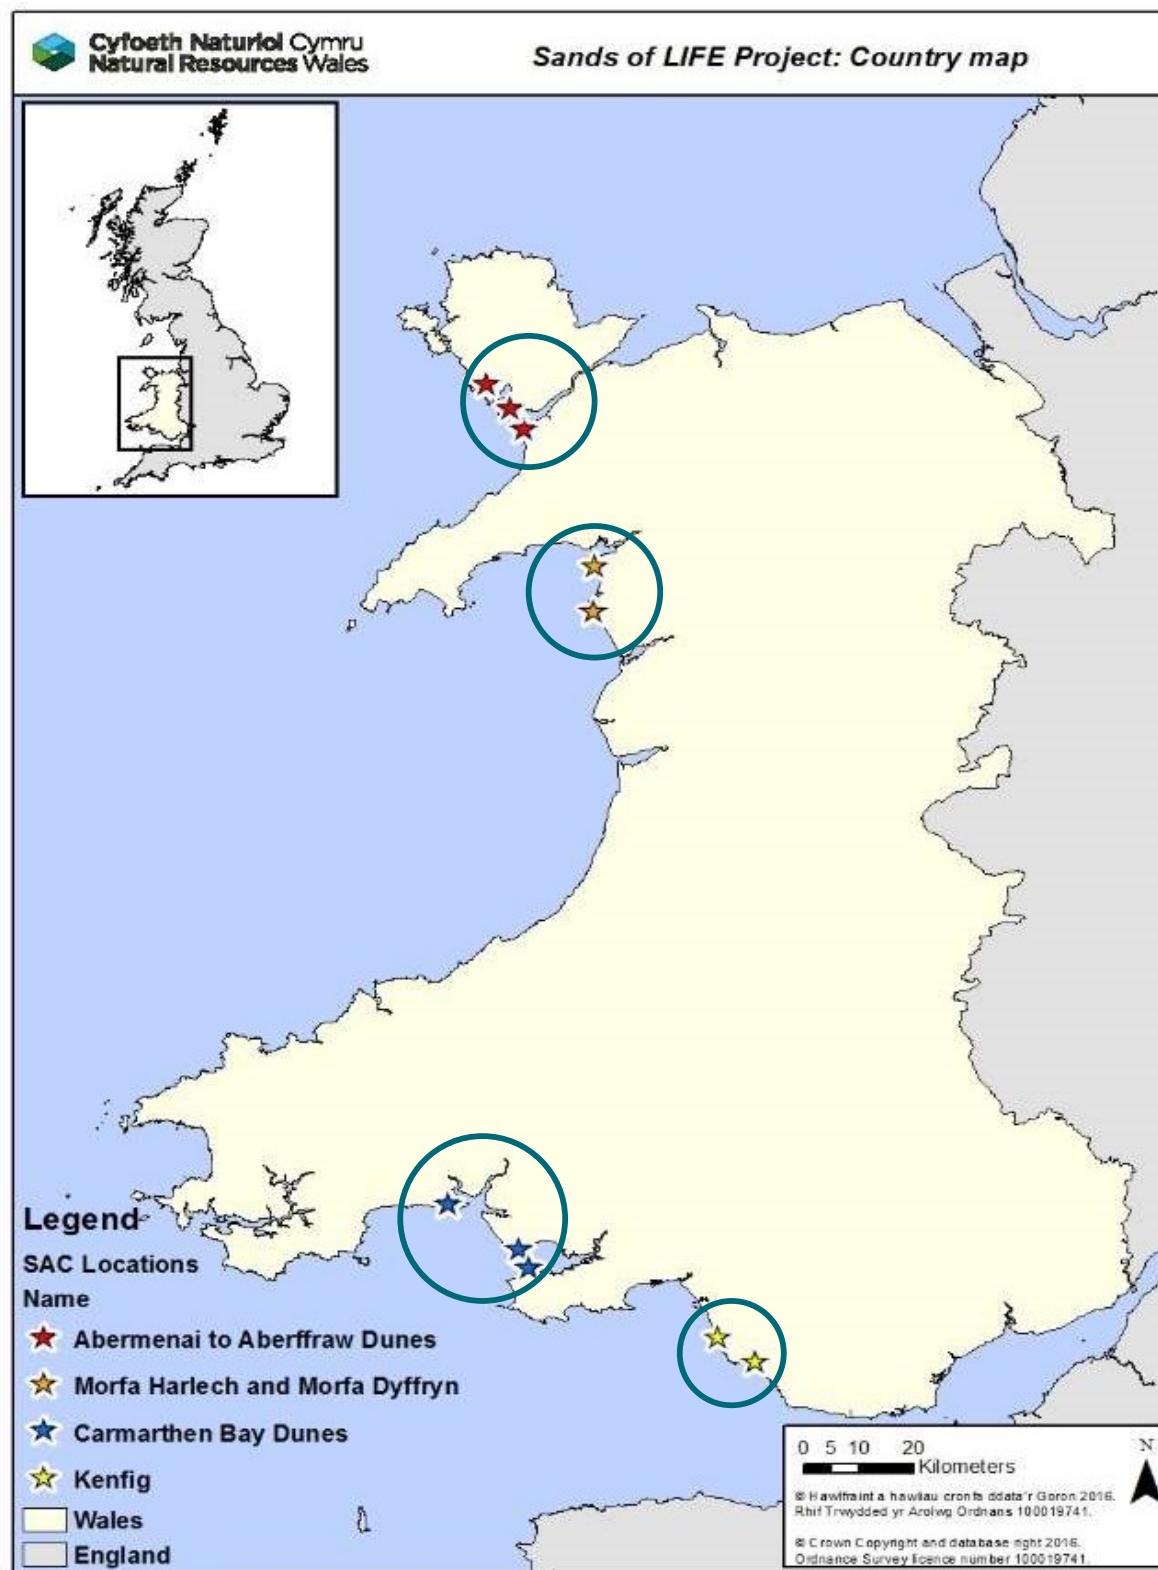 Cyfoeth Naturiol Cymru
Natural Resources Wales
Sands of LIFE Project: Country map
Legend
SAC Locations
Name
Abermenai to Aberffraw Dunes
Morfa Harlech and Morfa Dyffryn
Carmarthen Bay Dunes
Kenfig
Wales
England
0 5 10 20
Kilometers
N
© Hawlfraint a hawliau cronfa ddata'r Goron 2016.
Rhif Trwydded yr Arolwg Ordnans 100019741.
© Crown Copyright and database right 2016.
Ordnance Survey licence number 100019741.